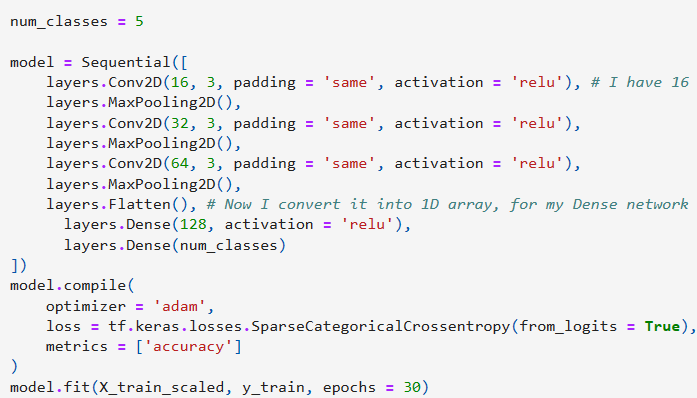 num_classes = 5
model = Sequential([
    layers.Conv2D(16, 3, padding = 'same', activation = 'relu'), # I have 16
    layers.MaxPooling2D(),
    layers.Conv2D(32, 3, padding = 'same', activation = 'relu'),
    layers.MaxPooling2D(),
    layers.Conv2D(64, 3, padding = 'same', activation = 'relu'),
    layers.MaxPooling2D(),
    layers.Flatten(), # Now I convert it into 1D array, for my Dense network
      layers.Dense(128, activation = 'relu'),
      layers.Dense(num_classes)
])
model.compile(
    optimizer = 'adam',
    loss = tf.keras.losses.SparseCategoricalCrossentropy(from_logits = True),
    metrics = ['accuracy']
)
model.fit(X_train_scaled, y_train, epochs = 30)